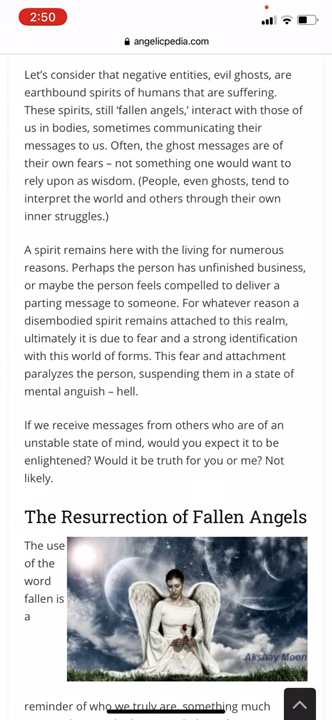 2:50
angelicpedia.com
Let's consider that negative entities, evil ghosts, are
earthbound spirits of humans that are suffering.
These spirits, still 'fallen angels,' interact with those of
us in bodies, sometimes communicating their
messages to us. Often, the ghost messages are of
their own fears – not something one would want to
rely upon as wisdom. (People, even ghosts, tend to
interpret the world and others through their own
inner struggles.)
A spirit remains here with the living for numerous
reasons. Perhaps the person has unfinished business,
or maybe the person feels compelled to deliver a
parting message to someone. For whatever reason a
disembodied spirit remains attached to this realm,
ultimately it is due to fear and a strong identification
with this world of forms. This fear and attachment
paralyzes the person, suspending them in a state of
mental anguish – hell.
If we receive messages from others who are of an
unstable state of mind, would you expect it to be
enlightened? Would it be truth for you or me? Not
likely.
The Resurrection of Fallen Angels
The use
of the
word
fallen is
a
Akshay Moon
reminder of who we truly are, something much